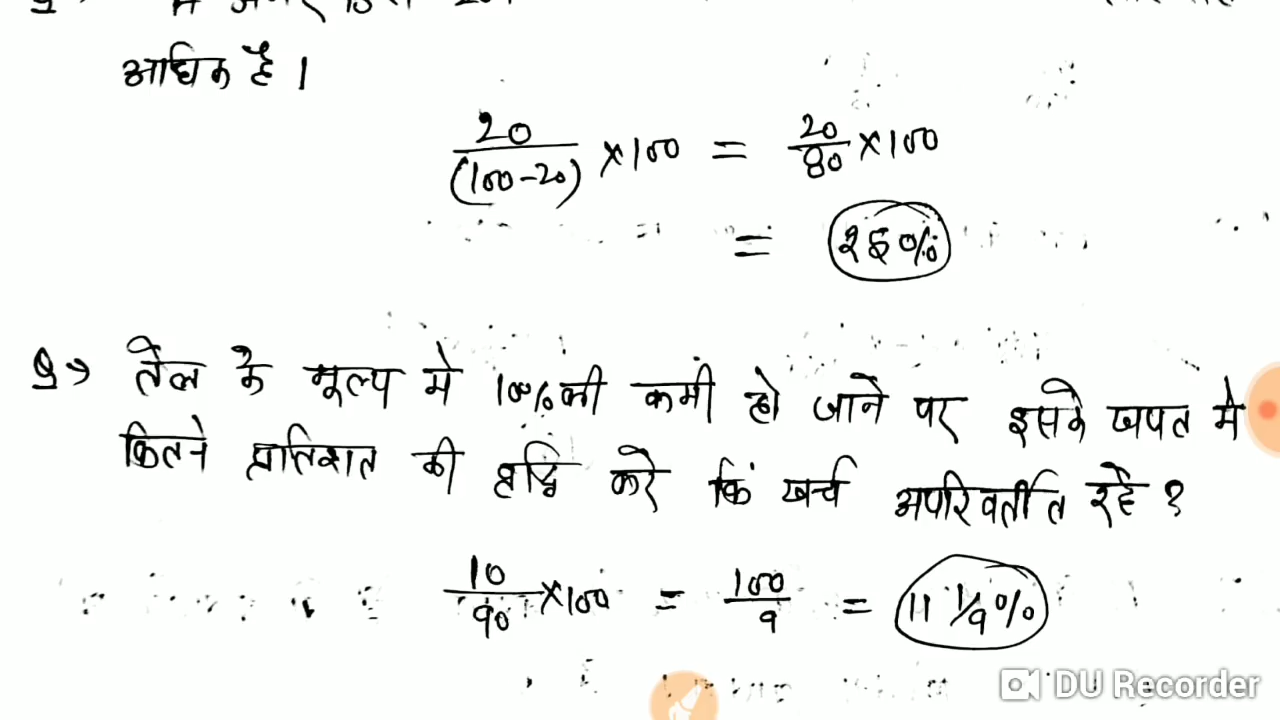 आधिक है ।
20/(100-20) ×100 = 20/80 ×100
= 25%
Q→ तेल के मूल्य मे 10% की कमी हो जाने पर इसके खपत मे
कितने प्रतिशत की वृद्धि करे कि खर्च अपरिवर्तीत रहे ?
10/90 ×100 = 100/9 = 11 1/9%
DU Recorder